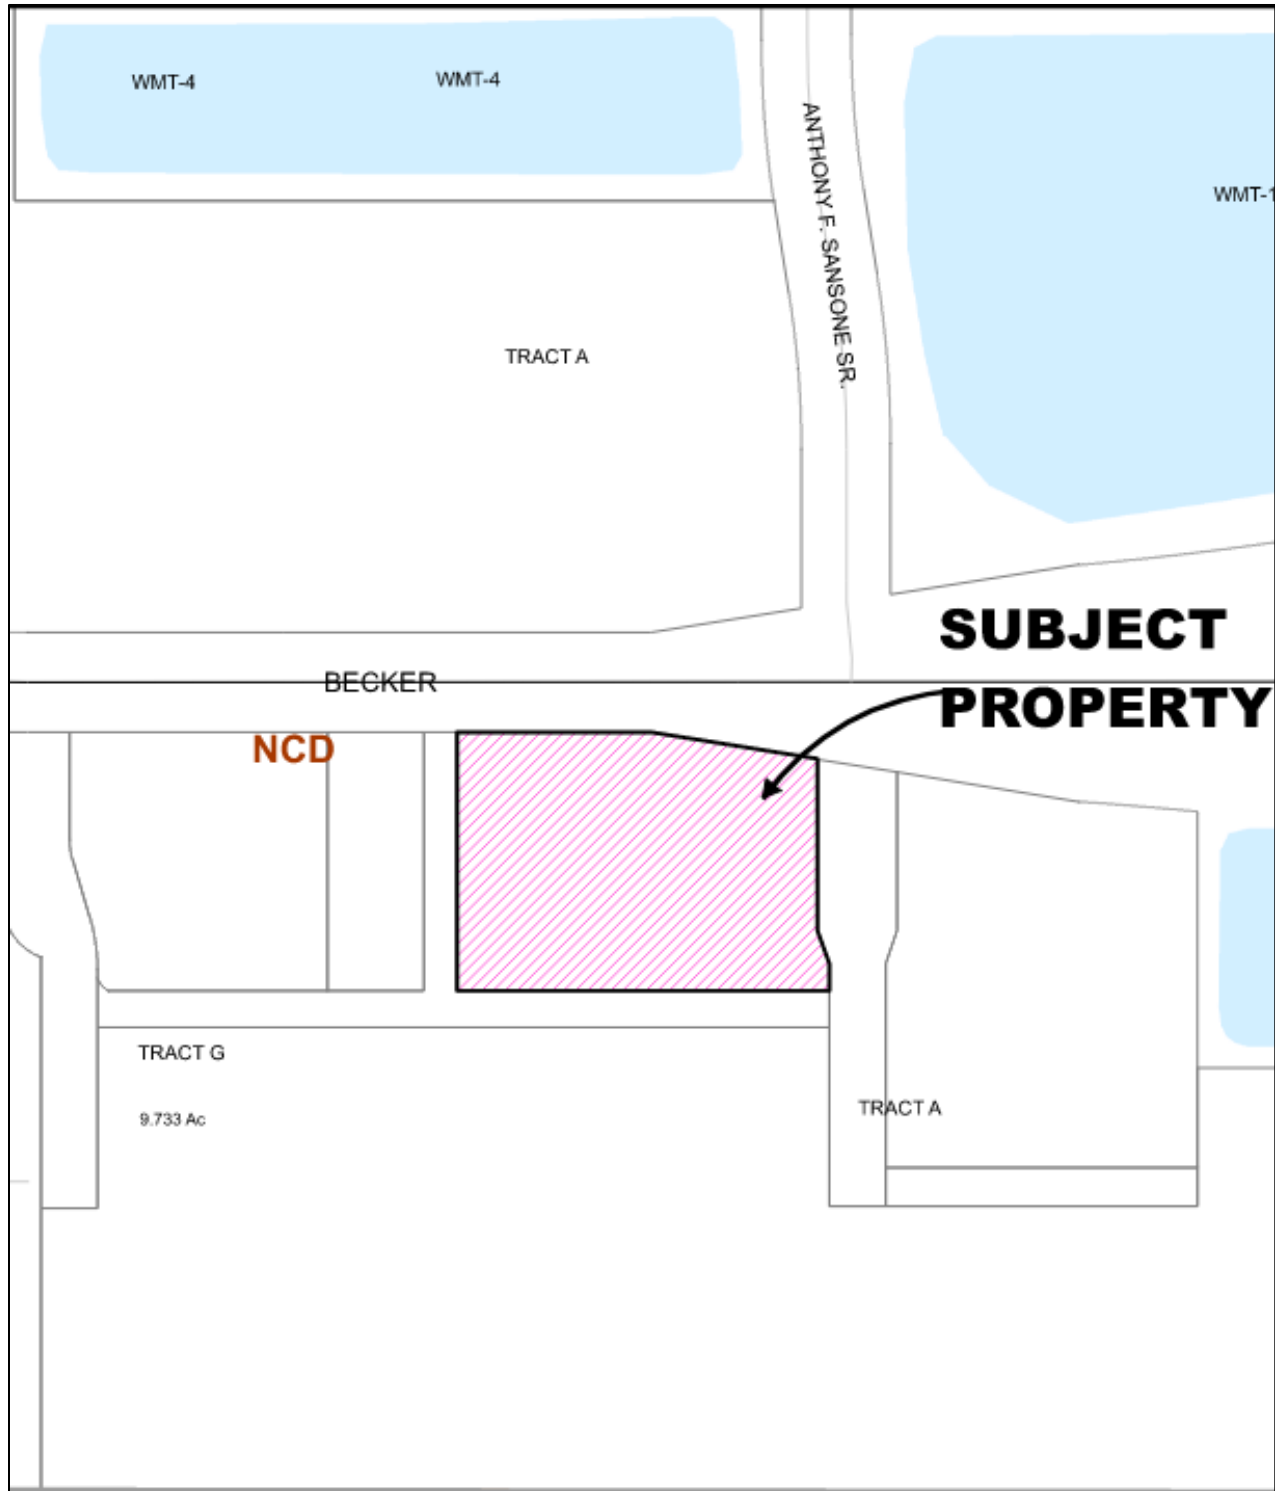 WMT-4
WMT-4
ANTHONY F. SANSONE SR.
WMT-1
TRACT A
SUBJECT
PROPERTY
BECKER
NCD
TRACT G
9.733 Ac
TRACT A